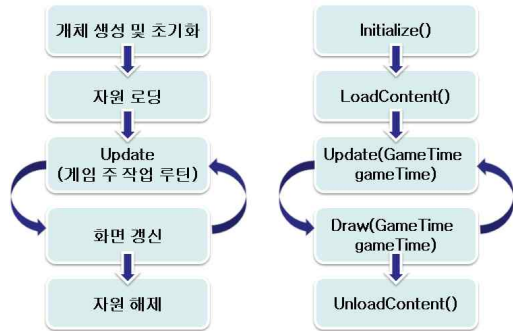 개체 생성 및 초기화
자원 로딩
Update
(게임 주 작업 루틴)
화면 갱신
자원 해제
Initialize()
LoadContent()
Update(GameTime
gameTime)
Draw(GameTime
gameTime)
UnloadContent()